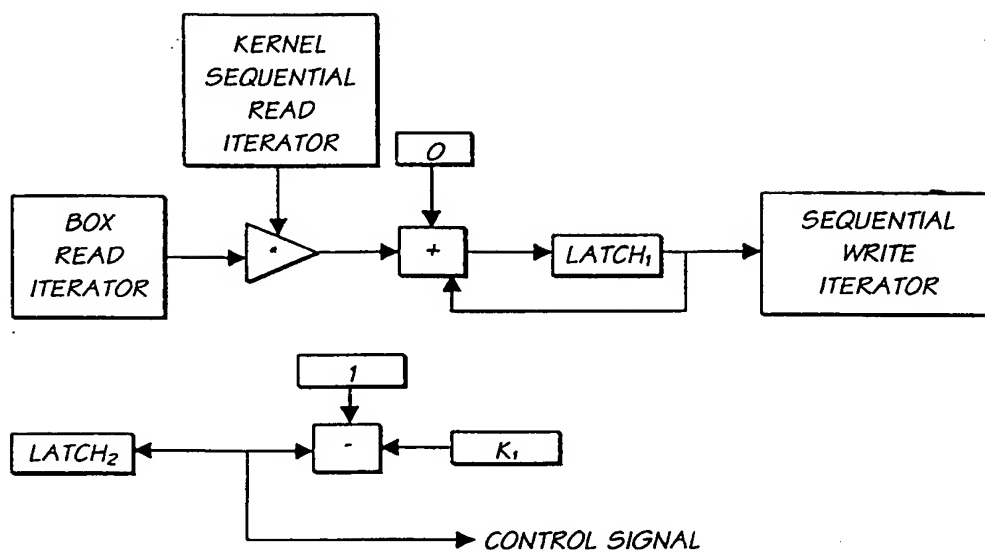 KERNEL
SEQUENTIAL
READ
ITERATOR
0
BOX
READ
ITERATOR
*
+
LATCH₁
SEQUENTIAL
WRITE
ITERATOR
1
LATCH₂
-
K₁
CONTROL SIGNAL